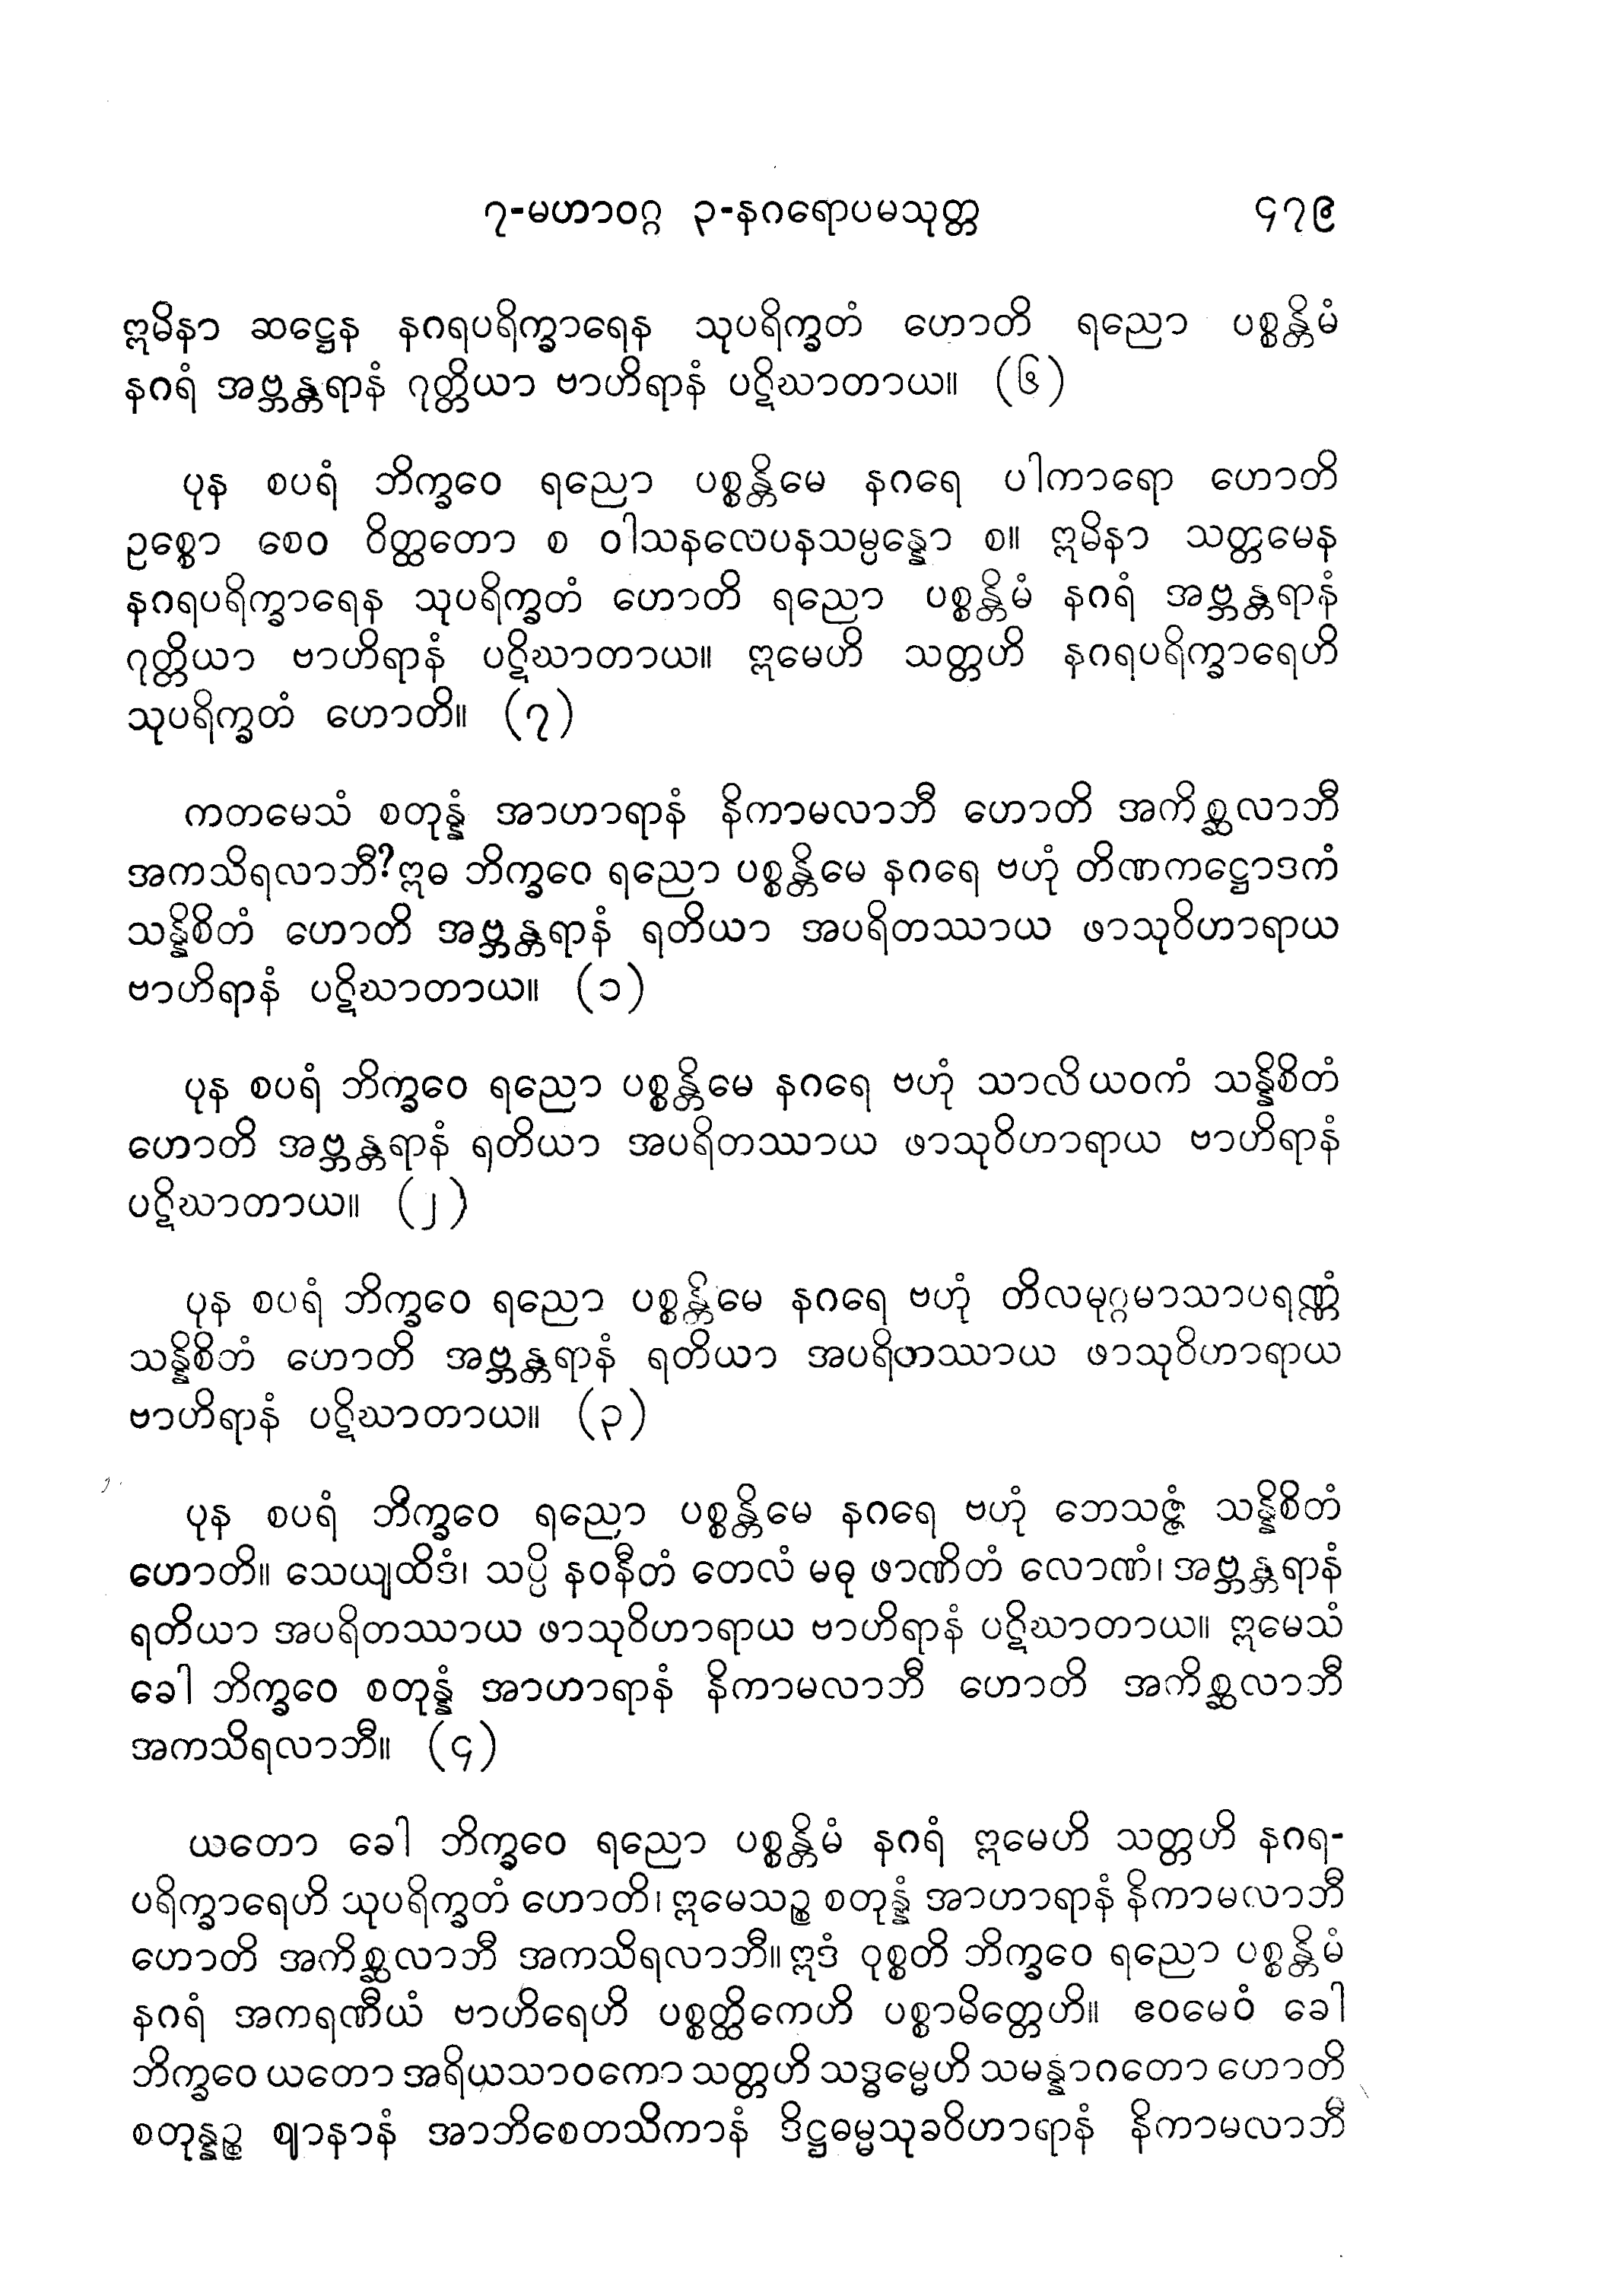 ၇-မဟာဝဂ္ဂ ၃-နဂရောပမသုတ္တ ၄၇၉
ဣမိနာ ဆဋ္ဌေန နဂရပရိက္ခာရေန သုပရိက္ခတံ ဟောတိ ရညော ပစ္စန္တိမံ
နဂရံ အဗ္ဘန္တရာနံ ဂုတ္တိယာ ဗာဟိရာနံ ပဋိဃာတာယ။ (၆)
ပုန စပရံ ဘိက္ခဝေ ရညော ပစ္စန္တိမေ နဂရေ ပါကာရော ဟောတိ
ဥစ္စော စေဝ ဝိတ္ထတော စ ဝါသနလေပနသမ္ပန္နော စ။ ဣမိနာ သတ္တမေန
နဂရပရိက္ခာရေန သုပရိက္ခတံ ဟောတိ ရညော ပစ္စန္တိမံ နဂရံ အဗ္ဘန္တရာနံ
ဂုတ္တိယာ ဗာဟိရာနံ ပဋိဃာတာယ။ ဣမေဟိ သတ္တဟိ နဂရပရိက္ခာရေဟိ
သုပရိက္ခတံ ဟောတိ။ (၇)
ကတမေသံ စတုန္နံ အာဟာရာနံ နိကာမလာဘီ ဟောတိ အကိစ္ဆလာဘီ
အကသိရလာဘီ?ဣဓ ဘိက္ခဝေ ရညော ပစ္စန္တိမေ နဂရေ ဗဟုံ တိဏကဋ္ဌောဒကံ
သန္နိစိတံ ဟောတိ အဗ္ဘန္တရာနံ ရတိယာ အပရိတဿာယ ဖာသုဝိဟာရာယ
ဗာဟိရာနံ ပဋိဃာတာယ။ (၁)
ပုန စပရံ ဘိက္ခဝေ ရညော ပစ္စန္တိမေ နဂရေ ဗဟုံ သာလိယဝကံ သန္နိစိတံ
ဟောတိ အဗ္ဘန္တရာနံ ရတိယာ အပရိတဿာယ ဖာသုဝိဟာရာယ ဗာဟိရာနံ
ပဋိဃာတာယ။ (၂)
ပုန စပရံ ဘိက္ခဝေ ရညော ပစ္စန္တိမေ နဂရေ ဗဟုံ တိလမုဂ္ဂမာသာပရဏ္ဏံ
သန္နိစိတံ ဟောတိ အဗ္ဘန္တရာနံ ရတိယာ အပရိတဿာယ ဖာသုဝိဟာရာယ
ဗာဟိရာနံ ပဋိဃာတာယ။ (၃)
ပုန စပရံ ဘိက္ခဝေ ရညော ပစ္စန္တိမေ နဂရေ ဗဟုံ ဘေသဇ္ဇံ သန္နိစိတံ
ဟောတိ။ သေယျထိဒံ၊ သပ္ပိ နဝနီတံ တေလံ မဓု ဖာဏိတံ လောဏံ၊ အဗ္ဘန္တရာနံ
ရတိယာ အပရိတဿာယ ဖာသုဝိဟာရာယ ဗာဟိရာနံ ပဋိဃာတာယ။ ဣမေသံ
ခေါ ဘိက္ခဝေ စတုန္နံ အာဟာရာနံ နိကာမလာဘီ ဟောတိ အကိစ္ဆလာဘီ
အကသိရလာဘီ။ (၄)
ယတော ခေါ ဘိက္ခဝေ ရညော ပစ္စန္တိမံ နဂရံ ဣမေဟိ သတ္တဟိ နဂရ-
ပရိက္ခာရေဟိ သုပရိက္ခတံ ဟောတိ၊ ဣမေသဉ္စ စတုန္နံ အာဟာရာနံ နိကာမလာဘီ
ဟောတိ အကိစ္ဆလာဘီ အကသိရလာဘီ။ ဣဒံ ဝုစ္စတိ ဘိက္ခဝေ ရညော ပစ္စန္တိမံ
နဂရံ အကရဏီယံ ဗာဟိရေဟိ ပစ္စတ္ထိကေဟိ ပစ္စာမိတ္တေဟိ။ ဧဝမေဝံ ခေါ
ဘိက္ခဝေ ယတော အရိယသာဝကော သတ္တဟိ သဒ္ဓမ္မေဟိ သမန္နာဂတော ဟောတိ
စတုန္နဉ္စ ဈာနာနံ အာဘိစေတသိကာနံ ဒိဋ္ဌဓမ္မသုခဝိဟာရာနံ နိကာမလာဘီ